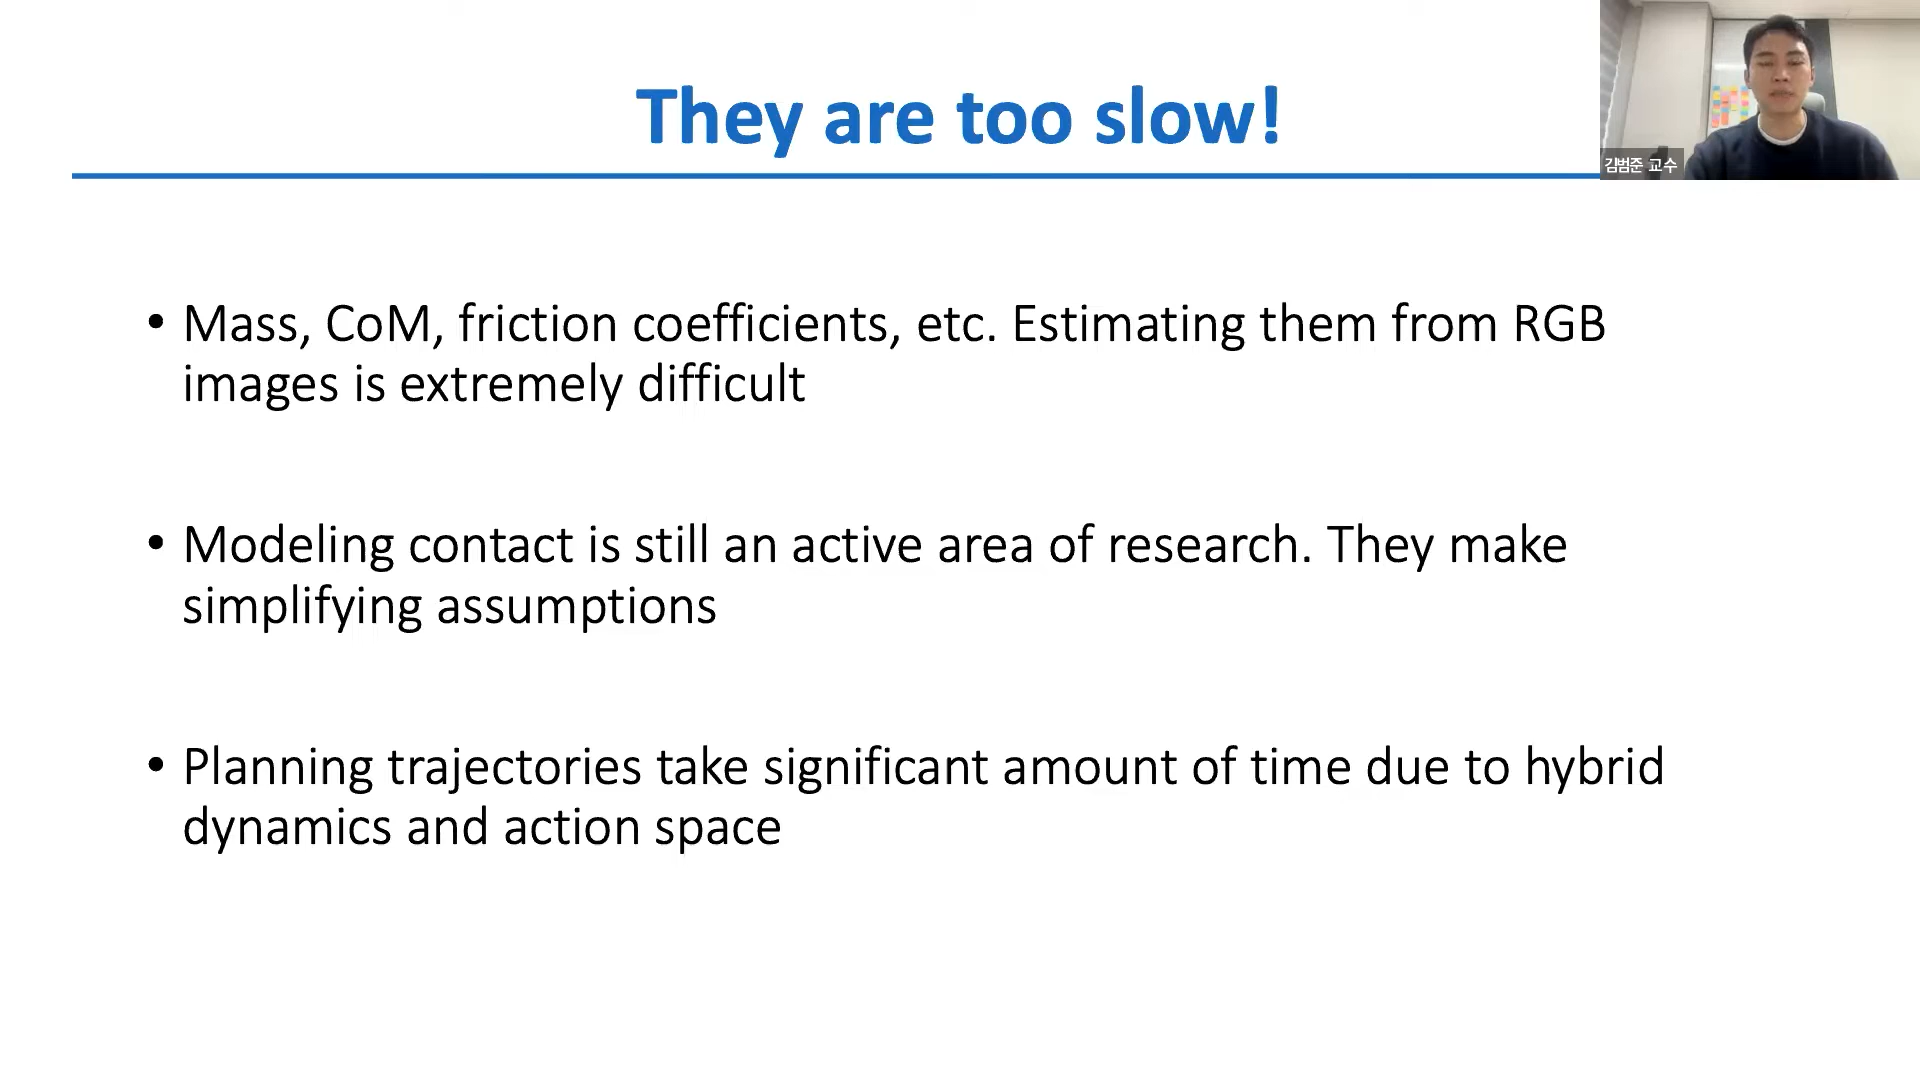 They are too slow!
김범준 교수
• Mass, CoM, friction coefficients, etc. Estimating them from RGB
images is extremely difficult
• Modeling contact is still an active area of research. They make
simplifying assumptions
• Planning trajectories take significant amount of time due to hybrid
dynamics and action space